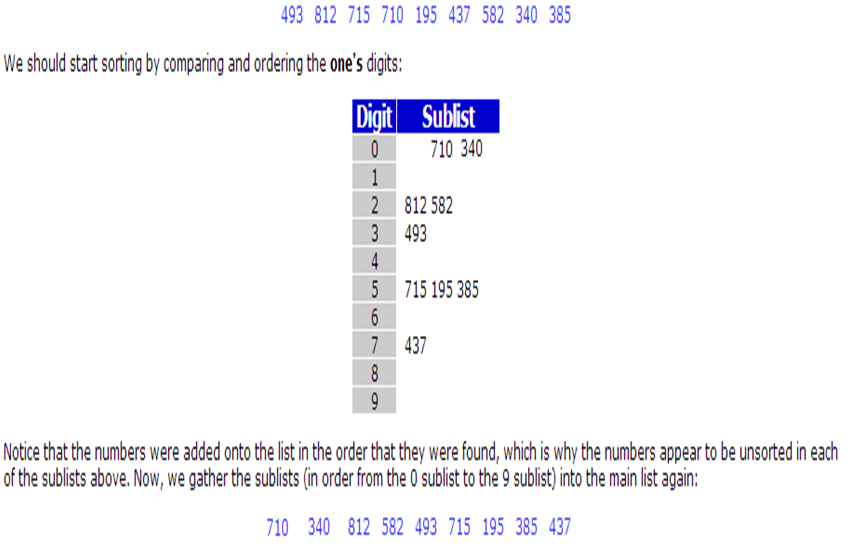 493 812 715 710 195 437 582 340 385
We should start sorting by comparing and ordering the one's digits:
Digit Sublist
0 710 340
1
2 812 582
3 493
4
5 715 195 385
6
7 437
8
9
Notice that the numbers were added onto the list in the order that they were found, which is why the numbers appear to be unsorted in each
of the sublists above. Now, we gather the sublists (in order from the 0 sublist to the 9 sublist) into the main list again:
710 340 812 582 493 715 195 385 437